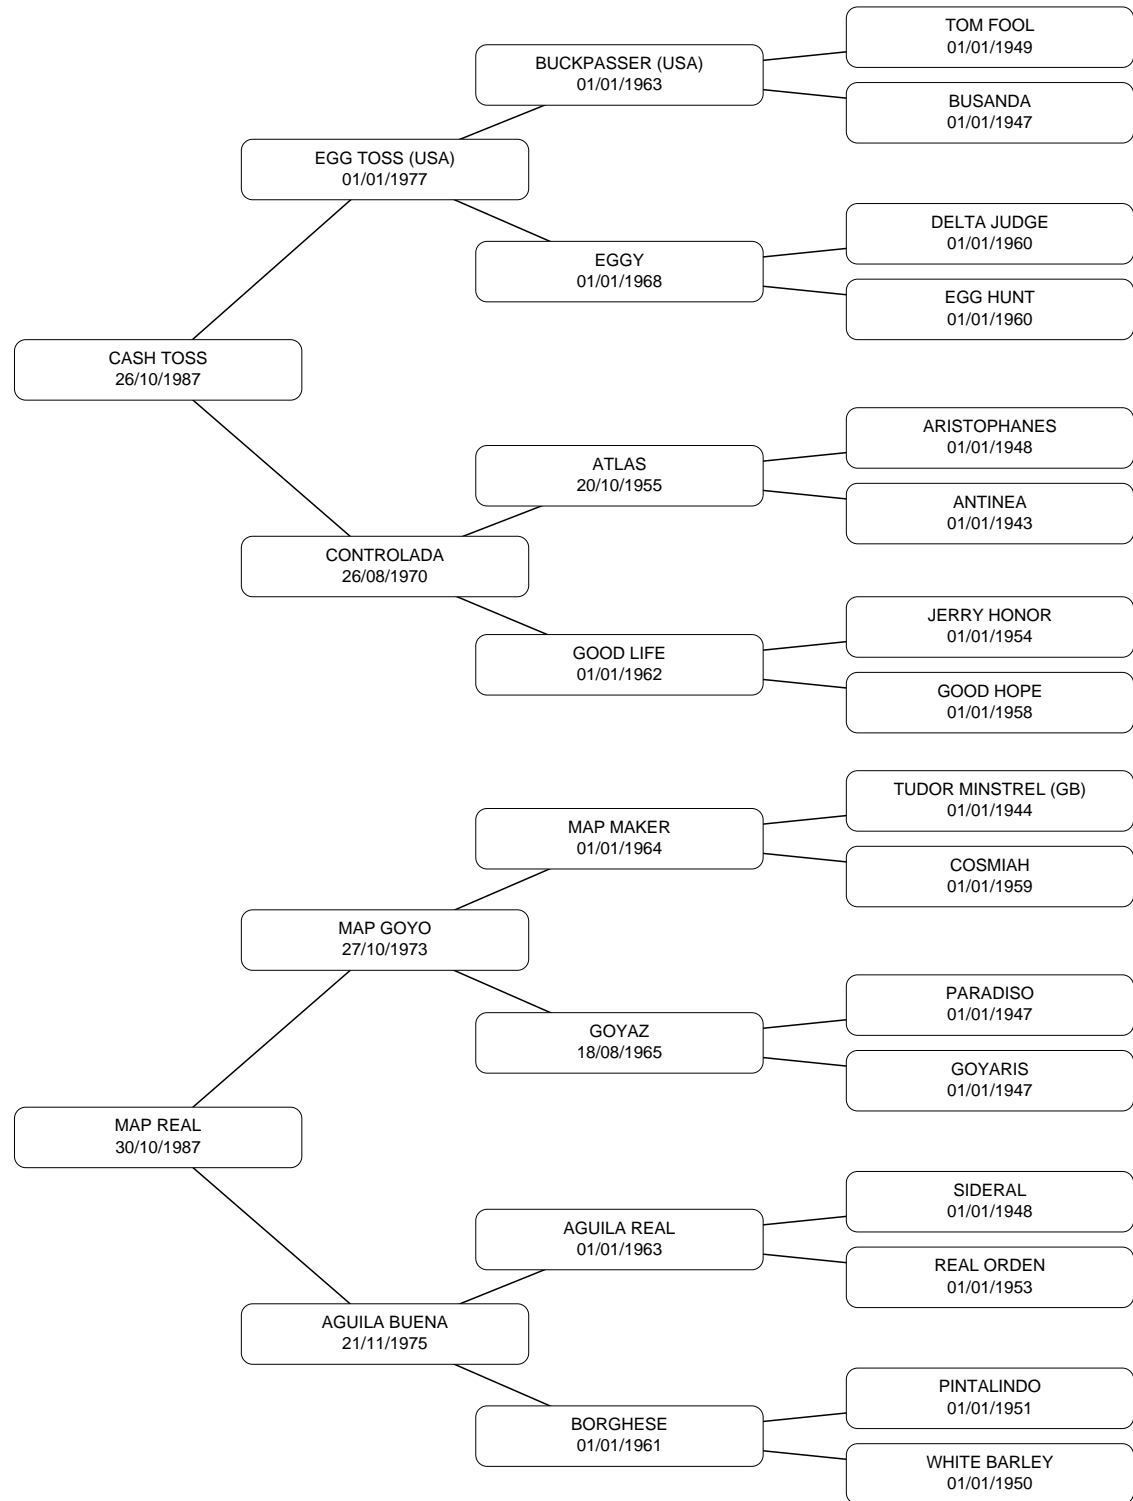 TOM FOOL
01/01/1949
BUCKPASSER (USA)
01/01/1963
BUSANDA
01/01/1947
EGG TOSS (USA)
01/01/1977
DELTA JUDGE
01/01/1960
EGGY
01/01/1968
EGG HUNT
01/01/1960
CASH TOSS
26/10/1987
ARISTOPHANES
01/01/1948
ATLAS
20/10/1955
ANTINEA
01/01/1943
CONTROLADA
26/08/1970
JERRY HONOR
01/01/1954
GOOD LIFE
01/01/1962
GOOD HOPE
01/01/1958
TUDOR MINSTREL (GB)
01/01/1944
MAP MAKER
01/01/1964
COSMIAH
01/01/1959
MAP GOYO
27/10/1973
PARADISO
01/01/1947
GOYAZ
18/08/1965
GOYARIS
01/01/1947
MAP REAL
30/10/1987
SIDERAL
01/01/1948
AGUILA REAL
01/01/1963
REAL ORDEN
01/01/1953
AGUILA BUENA
21/11/1975
PINTALINDO
01/01/1951
BORGHESE
01/01/1961
WHITE BARLEY
01/01/1950